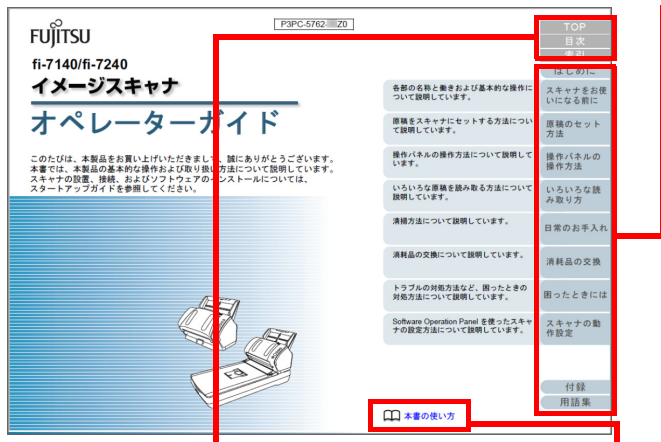 P3PC-5762- Z0
FUJITSU
fi-7140/fi-7240
イメージスキャナ
オペレーターガイド
このたびは、本製品をお買い上げいただきまして、誠にありがとうございます。
本書では、本製品の基本的な操作および取り扱い方法について説明しています。
スキャナの設置、接続、およびソフトウェアのインストールについては、
スタートアップガイドを参照してください。
TOP
目次
索引
はじめに
各部の名称と働きおよび基本的な操作に
ついて説明しています。
スキャナをお使
いになる前に
原稿をスキャナにセットする方法につい
て説明しています。
原稿のセット
方法
操作パネルの操作方法について説明して
います。
操作パネルの
操作方法
いろいろな原稿を読み取る方法について
説明しています。
いろいろな読
み取り方
清掃方法について説明しています。
日常のお手入れ
消耗品の交換について説明しています。
消耗品の交換
トラブルの対処方法など、困ったときの
対処方法について説明しています。
困ったときには
Software Operation Panel を使ったスキャ
ナの設定方法について説明しています。
スキャナの動
作設定
付録
用語集
本書の使い方